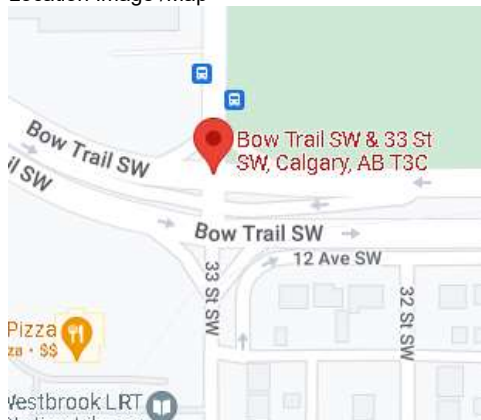 Bow Trail SW
Bow Trail SW & 33 St
SW, Calgary, AB T3C
SW
Bow Trail SW
12 Ave SW
33 St SW
32 St SW
Pizza
$$
Westbrook LRT